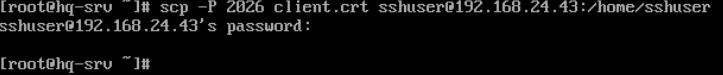 [root@hq-srv ~]# scp -P 2026 client.crt sshuser@192.168.24.43:/home/sshuser
sshuser@192.168.24.43's password:
[root@hq-srv ~]#